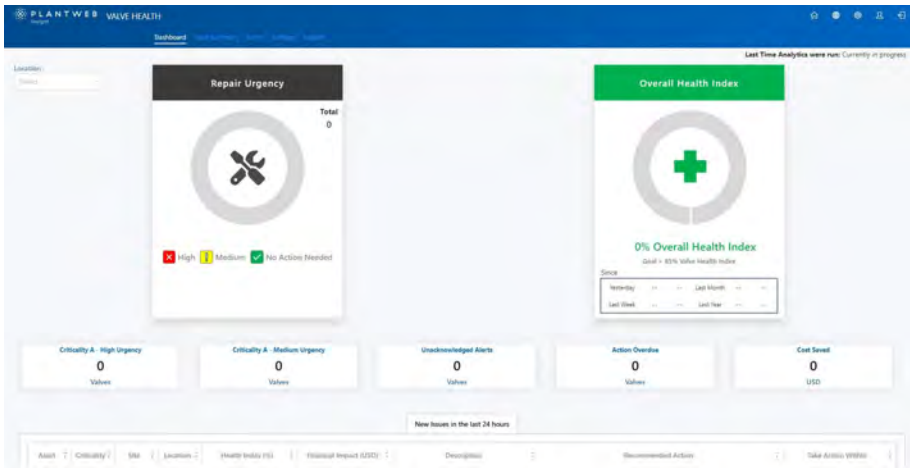 PLANTWEB VALVE HEALTH
Insight
Dashboard
Last Time Analytics were run: Currently in progress
Location:
Select
Repair Urgency
Total
0
High Medium No Action Needed
Overall Health Index
0% Overall Health Index
Goal > 85% Valve Health Index
Since
Yesterday -- -- Last Month -- --
Last Week -- -- Last Year -- --
Criticality A - High Urgency
0
Valves
Criticality A - Medium Urgency
0
Valves
Unacknowledged Alerts
0
Valves
Action Overdue
0
Valves
Cost Saved
0
USD
New Issues in the last 24 hours
Asset Criticality Site Location Health Index (%) Financial Impact (USD) Description Recommended Action Take Action Within